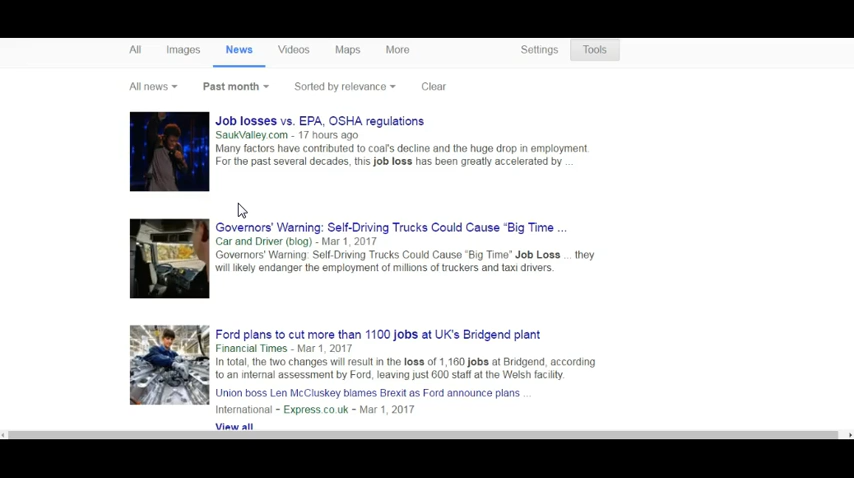 All Images News Videos Maps More Settings Tools
All news Past month Sorted by relevance Clear
Job losses vs. EPA, OSHA regulations
SaukValley.com - 17 hours ago
Many factors have contributed to coal's decline and the huge drop in employment.
For the past several decades, this job loss has been greatly accelerated by ...
Governors' Warning: Self-Driving Trucks Could Cause “Big Time ...
Car and Driver (blog) - Mar 1, 2017
Governors' Warning: Self-Driving Trucks Could Cause “Big Time” Job Loss ... they
will likely endanger the employment of millions of truckers and taxi drivers.
Ford plans to cut more than 1100 jobs at UK's Bridgend plant
Financial Times - Mar 1, 2017
In total, the two changes will result in the loss of 1,160 jobs at Bridgend, according
to an internal assessment by Ford, leaving just 600 staff at the Welsh facility.
Union boss Len McCluskey blames Brexit as Ford announce plans ...
International - Express.co.uk - Mar 1, 2017
View all